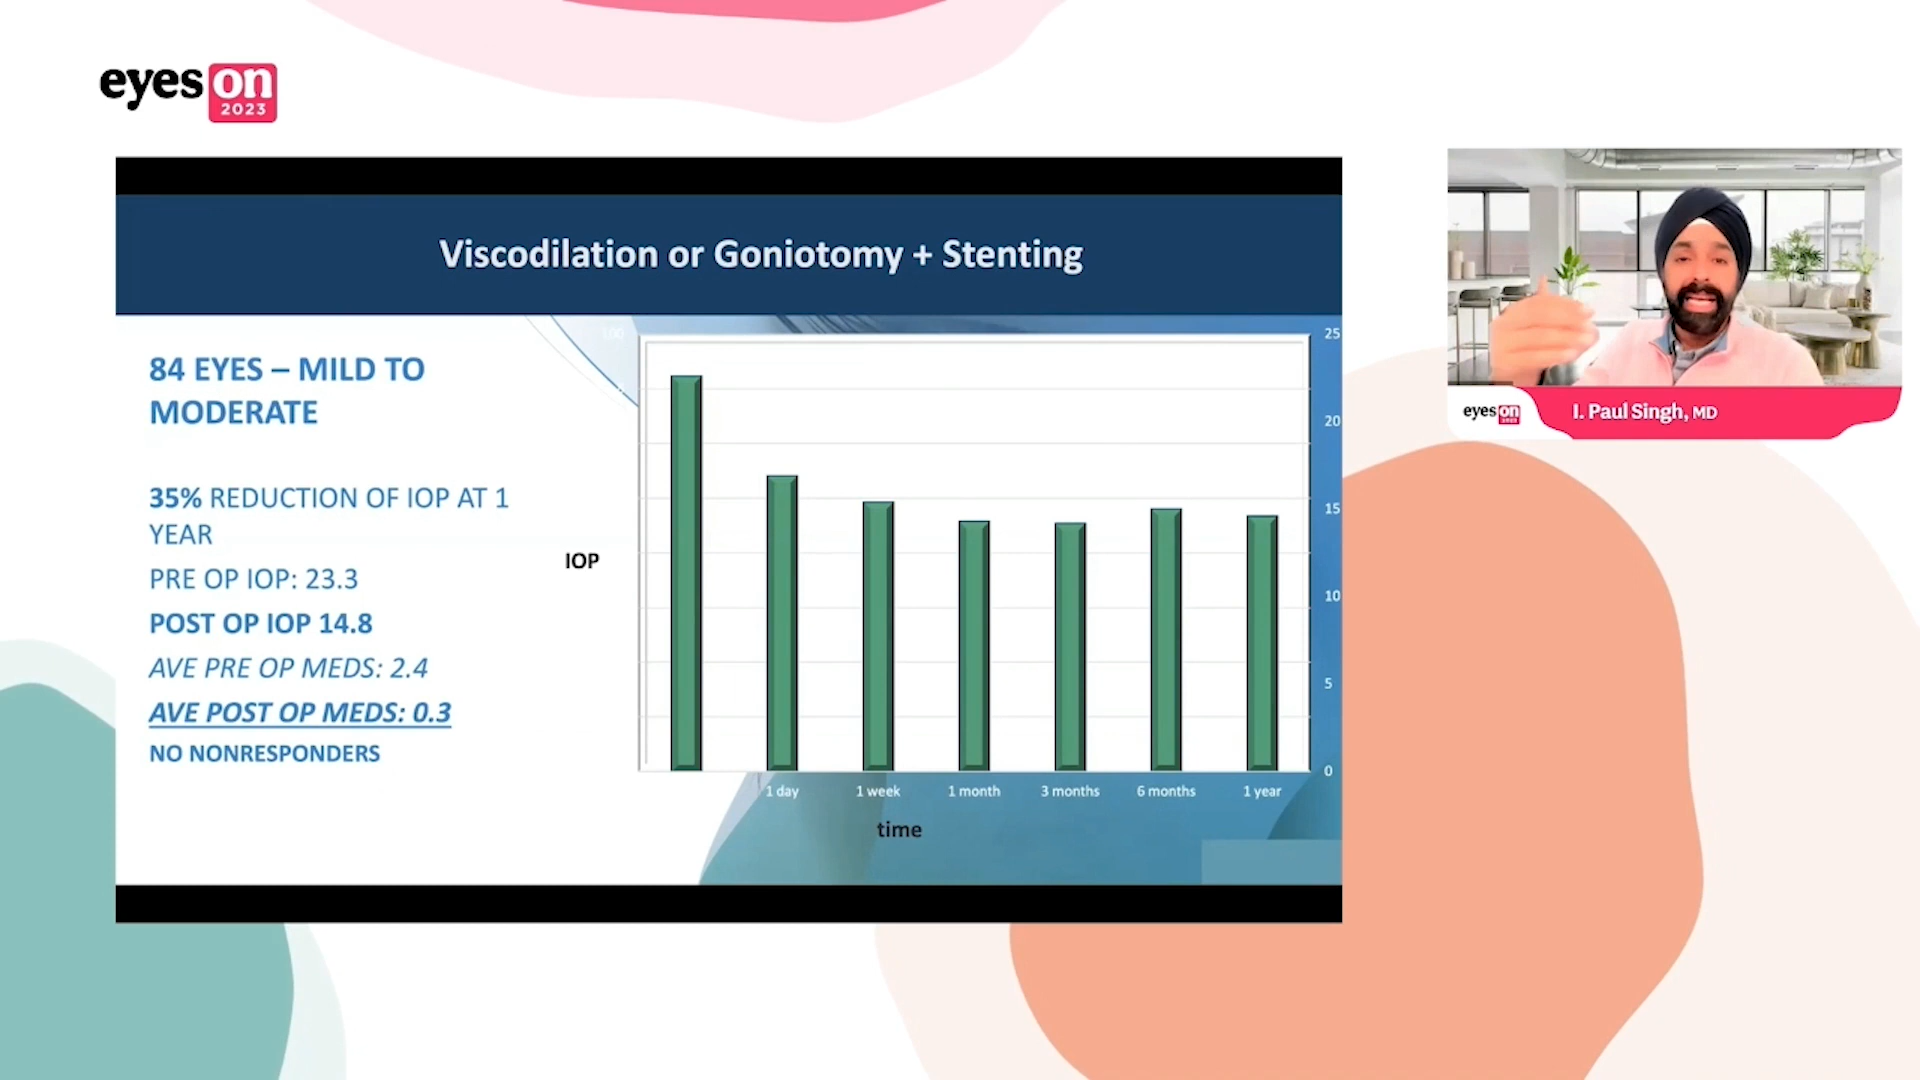 eyes on
2023
Viscodilation or Goniotomy + Stenting
84 EYES – MILD TO
MODERATE
35% REDUCTION OF IOP AT 1
YEAR
PRE OP IOP: 23.3
POST OP IOP 14.8
AVE PRE OP MEDS: 2.4
AVE POST OP MEDS: 0.3
NO NONRESPONDERS
IOP
100
25
20
15
10
5
0
1 day 1 week 1 month 3 months 6 months 1 year
time
eyes on
2023
I. Paul Singh, MD